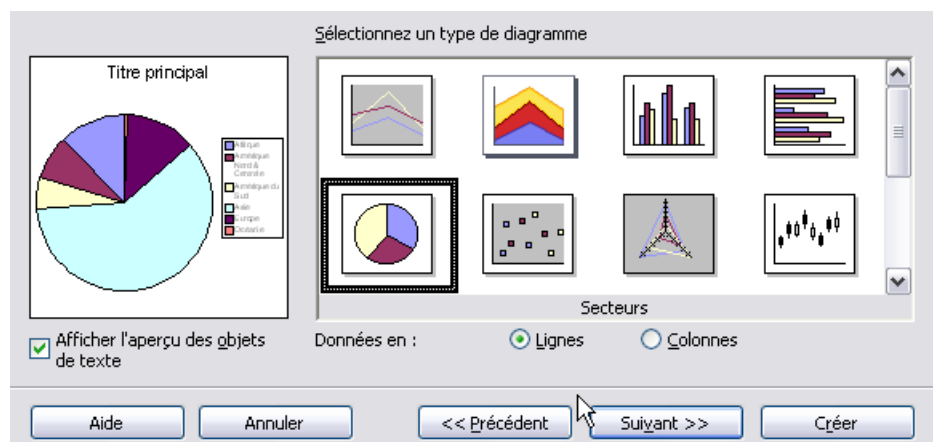 Sélectionnez un type de diagramme
Titre principal
Afrique
Amérique
Nord &
Centrale
Amérique du
Sud
Asie
Europe
Océanie
Secteurs
Afficher l'aperçu des objets
de texte
Données en :
Lignes
Colonnes
Aide
Annuler
<< Précédent
Suivant >>
Créer